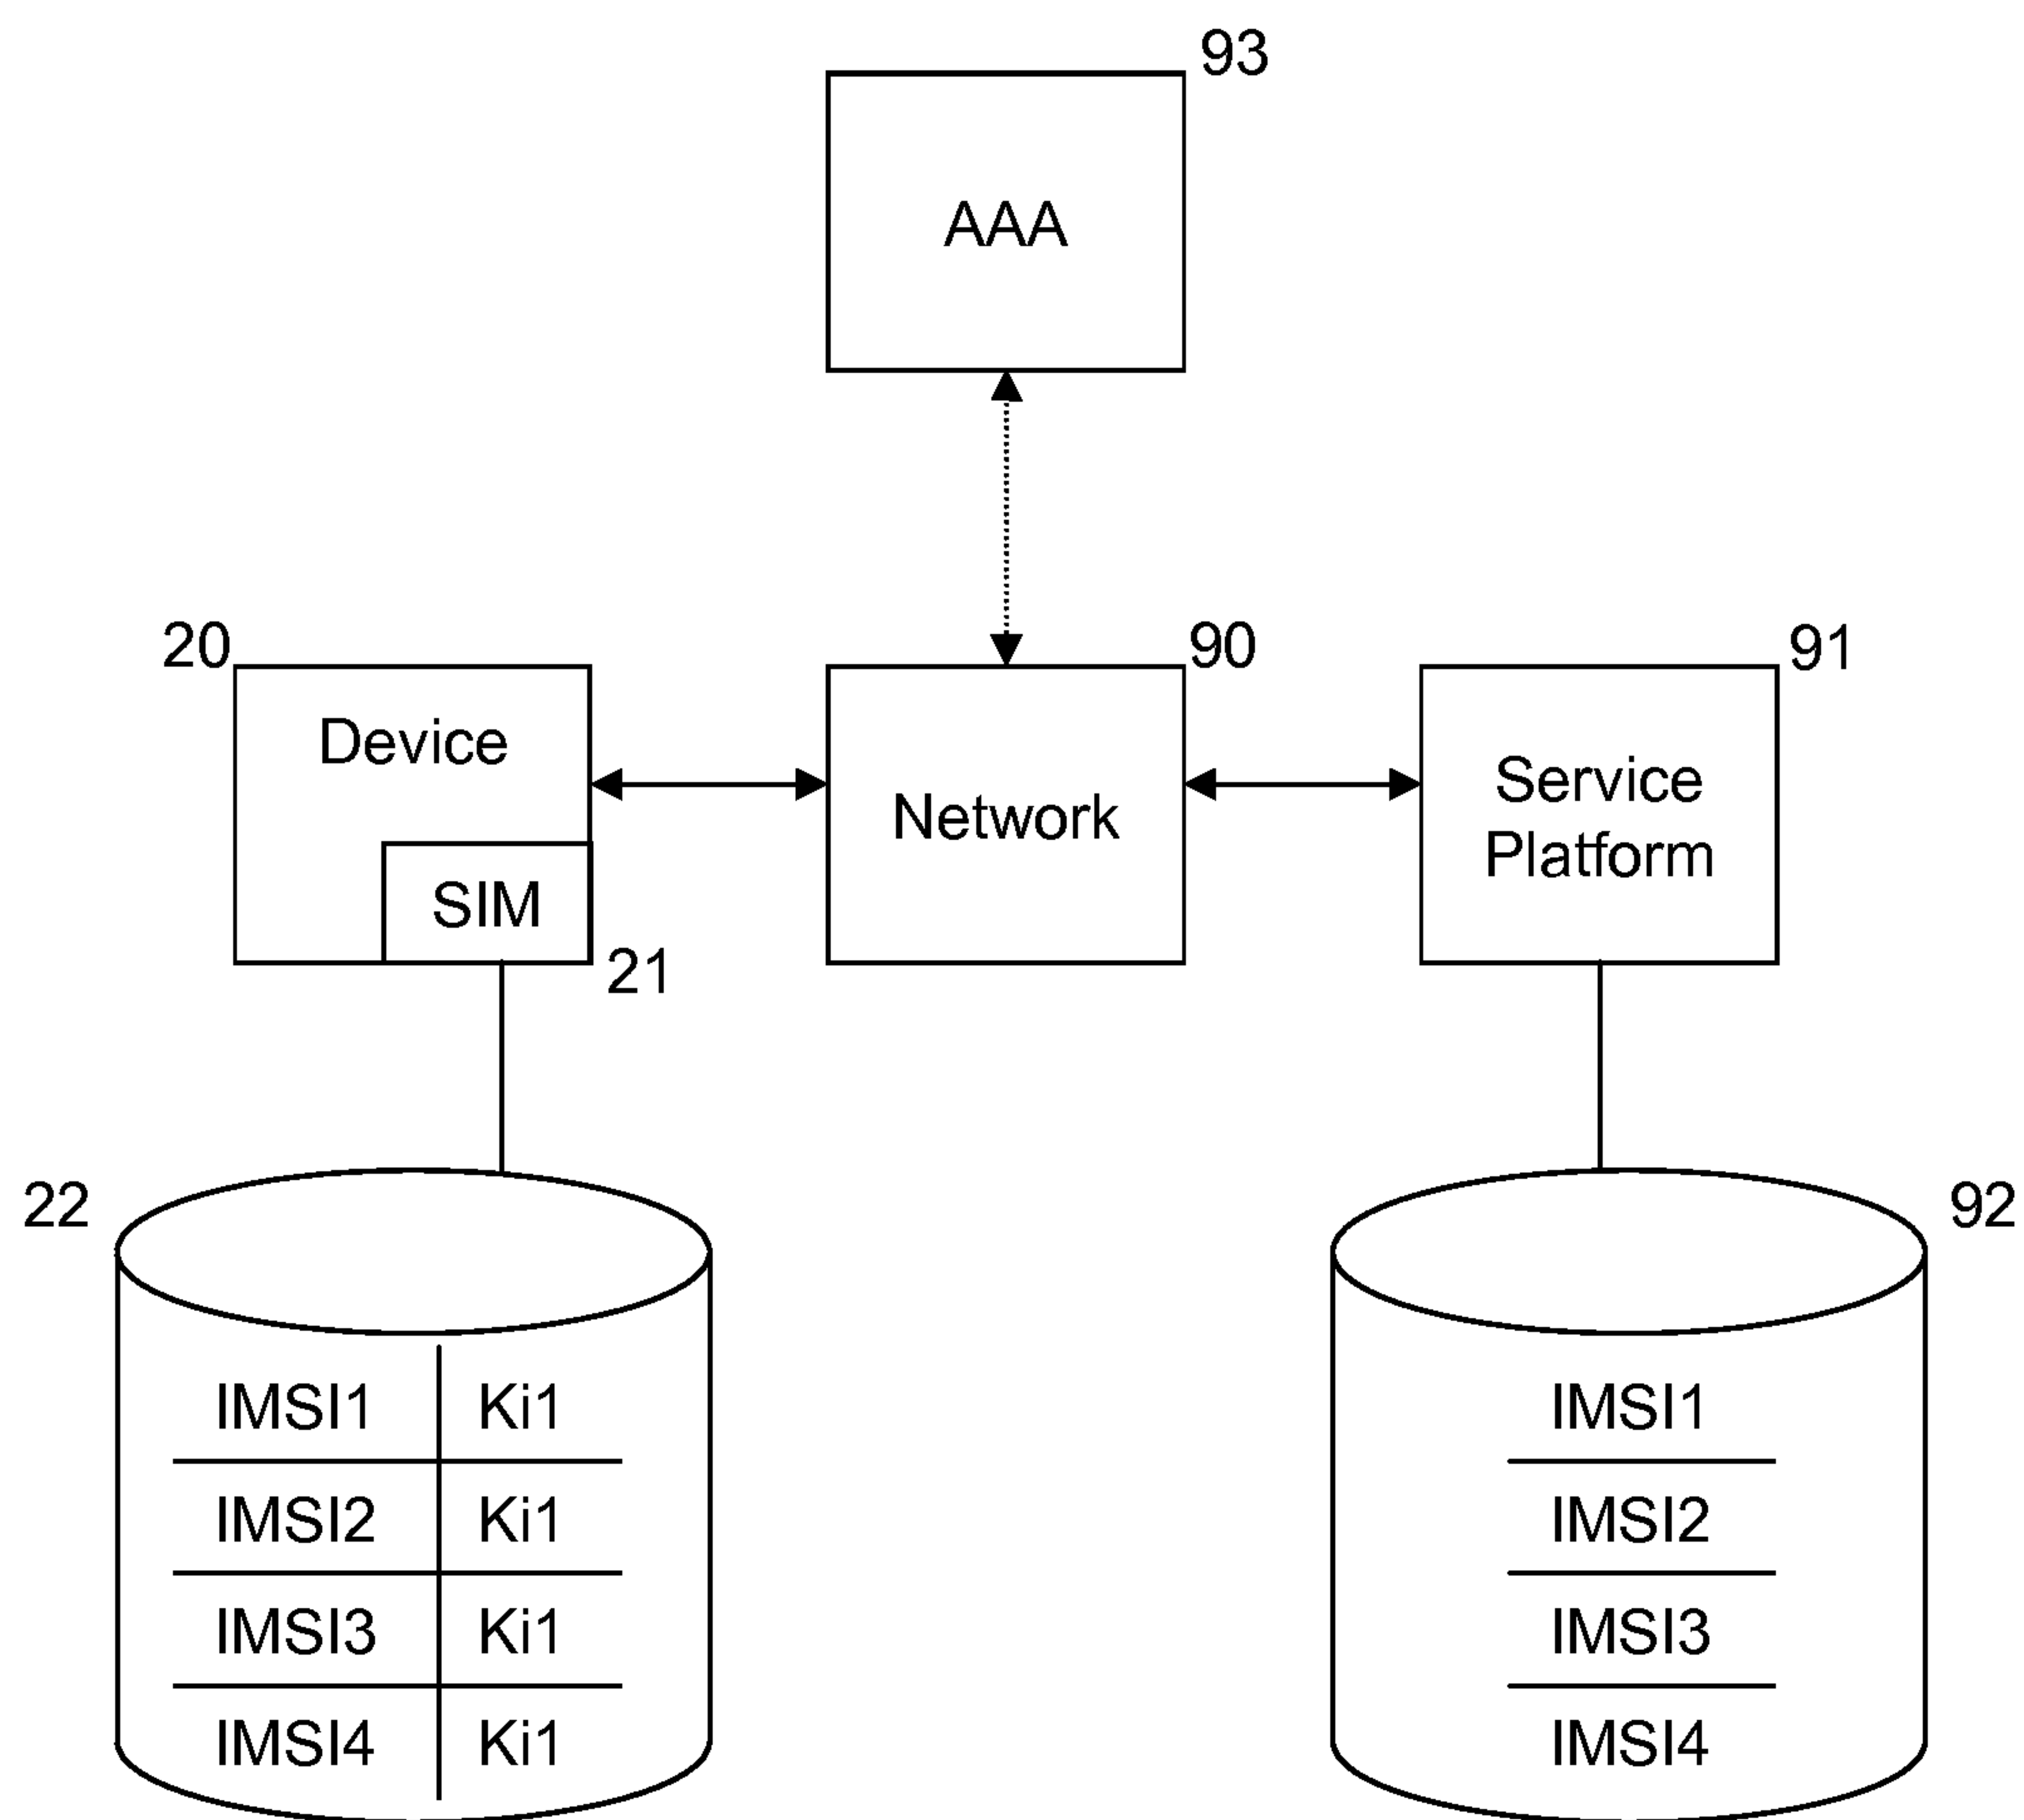 93
AAA
20
90
91
Device
Network
Service
Platform
SIM
21
22
92
IMSI1 Ki1
IMSI2 Ki1
IMSI3 Ki1
IMSI4 Ki1
IMSI1
IMSI2
IMSI3
IMSI4